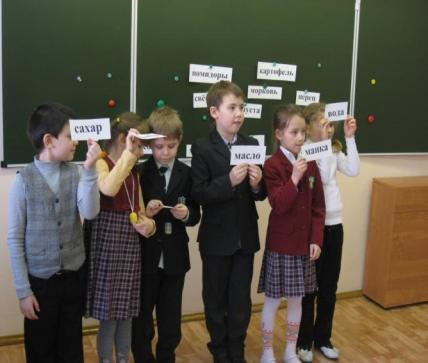 помидоры
картофель
морковь
перец
сахар
вода
масло
манка